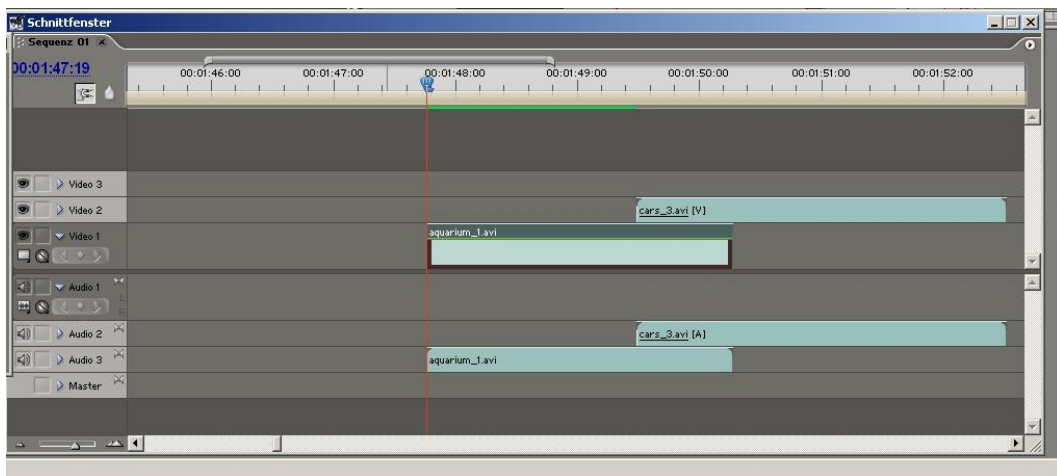 Schnittfenster
Sequenz 01
00:01:47:19
00:01:46:00 00:01:47:00 00:01:48:00 00:01:49:00 00:01:50:00 00:01:51:00 00:01:52:00
Video 3
Video 2
cars_3.avi [V]
Video 1
aquarium_1.avi
Audio 1
L
R
Audio 2
cars_3.avi [A]
Audio 3
aquarium_1.avi
Master